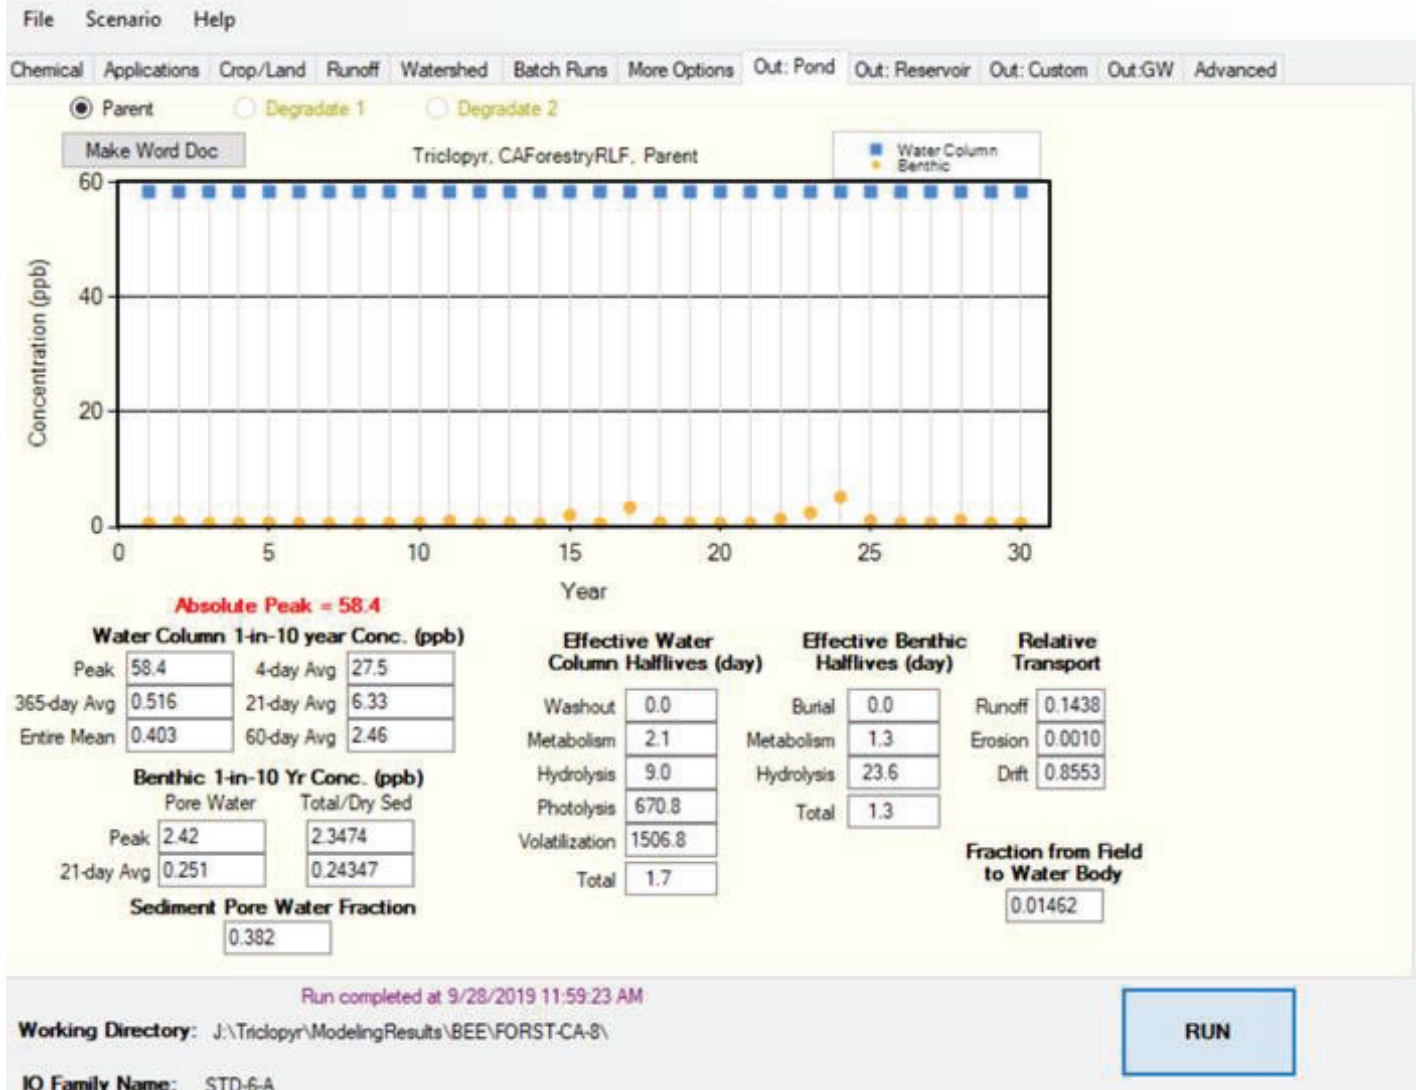 File Scenario Help
Chemical Applications Crop/Land Runoff Watershed Batch Runs More Options Out: Pond Out: Reservoir Out: Custom Out:GW Advanced
Parent Degradate 1 Degradate 2
Make Word Doc
Triclopyr, CAForestryRLF, Parent
Water Column
Benthic
60
40
20
0
Concentration (ppb)
0 5 10 15 20 25 30
Year
Absolute Peak = 58.4
Water Column 1-in-10 year Conc. (ppb)
Peak 58.4 4-day Avg 27.5
365-day Avg 0.516 21-day Avg 6.33
Entire Mean 0.403 60-day Avg 2.46
Benthic 1-in-10 Yr Conc. (ppb)
Pore Water Total/Dry Sed
Peak 2.42 2.3474
21-day Avg 0.251 0.24347
Sediment Pore Water Fraction
0.382
Effective Water
Column Halflives (day)
Washout 0.0
Metabolism 2.1
Hydrolysis 9.0
Photolysis 670.8
Volatilization 1506.8
Total 1.7
Effective Benthic
Halflives (day)
Burial 0.0
Metabolism 1.3
Hydrolysis 23.6
Total 1.3
Relative
Transport
Runoff 0.1438
Erosion 0.0010
Drift 0.8553
Fraction from Field
to Water Body
0.01462
Run completed at 9/28/2019 11:59:23 AM
Working Directory: J:\Triclopyr\ModelingResults\BEE\FORST-CA-8\
RUN
IO Family Name: STD-6-A